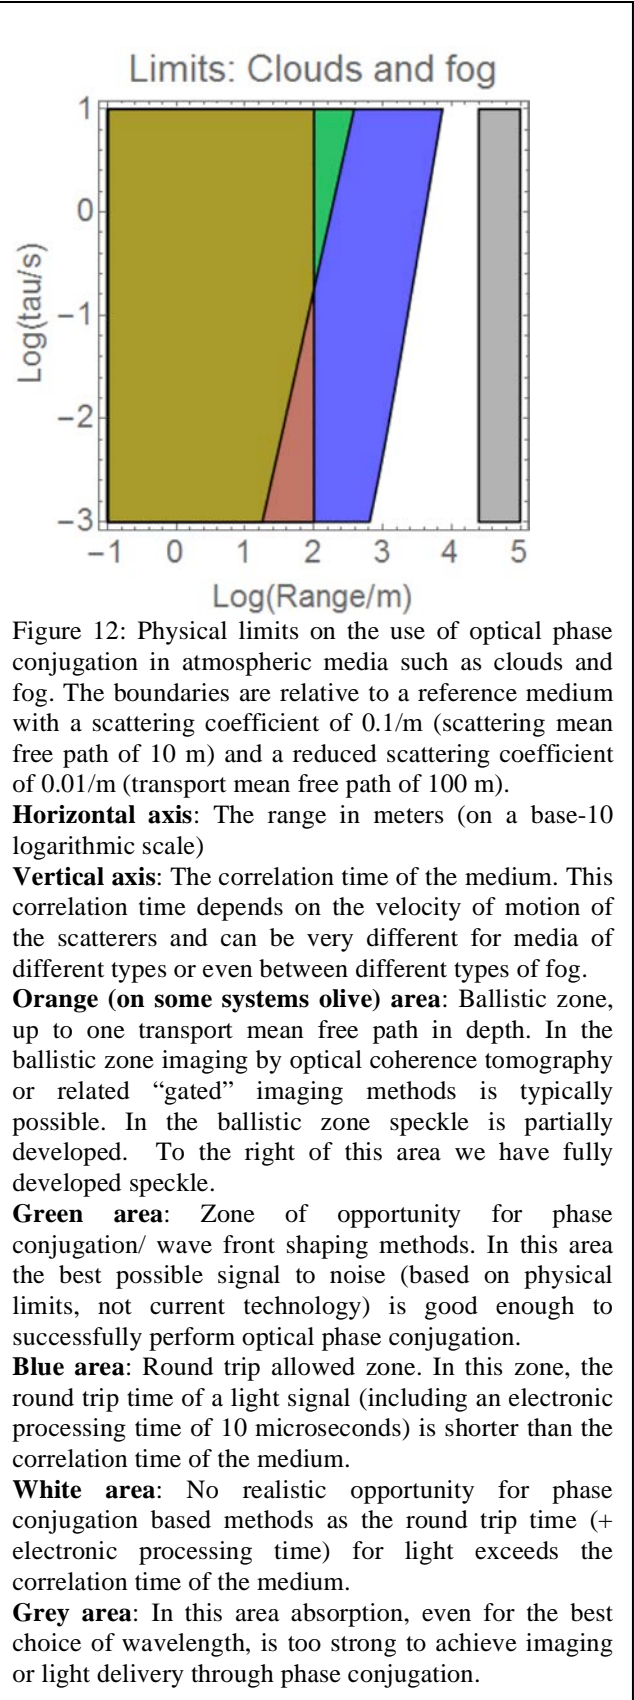 Limits: Clouds and fog
1
0
−1
−2
−3
Log(tau/s)
−1 0 1 2 3 4 5
Log(Range/m)
Figure 12: Physical limits on the use of optical phase
conjugation in atmospheric media such as clouds and
fog. The boundaries are relative to a reference medium
with a scattering coefficient of 0.1/m (scattering mean
free path of 10 m) and a reduced scattering coefficient
of 0.01/m (transport mean free path of 100 m).
Horizontal axis: The range in meters (on a base-10
logarithmic scale)
Vertical axis: The correlation time of the medium. This
correlation time depends on the velocity of motion of
the scatterers and can be very different for media of
different types or even between different types of fog.
Orange (on some systems olive) area: Ballistic zone,
up to one transport mean free path in depth. In the
ballistic zone imaging by optical coherence tomography
or related “gated” imaging methods is typically
possible. In the ballistic zone speckle is partially
developed. To the right of this area we have fully
developed speckle.
Green area: Zone of opportunity for phase
conjugation/ wave front shaping methods. In this area
the best possible signal to noise (based on physical
limits, not current technology) is good enough to
successfully perform optical phase conjugation.
Blue area: Round trip allowed zone. In this zone, the
round trip time of a light signal (including an electronic
processing time of 10 microseconds) is shorter than the
correlation time of the medium.
White area: No realistic opportunity for phase
conjugation based methods as the round trip time (+
electronic processing time) for light exceeds the
correlation time of the medium.
Grey area: In this area absorption, even for the best
choice of wavelength, is too strong to achieve imaging
or light delivery through phase conjugation.